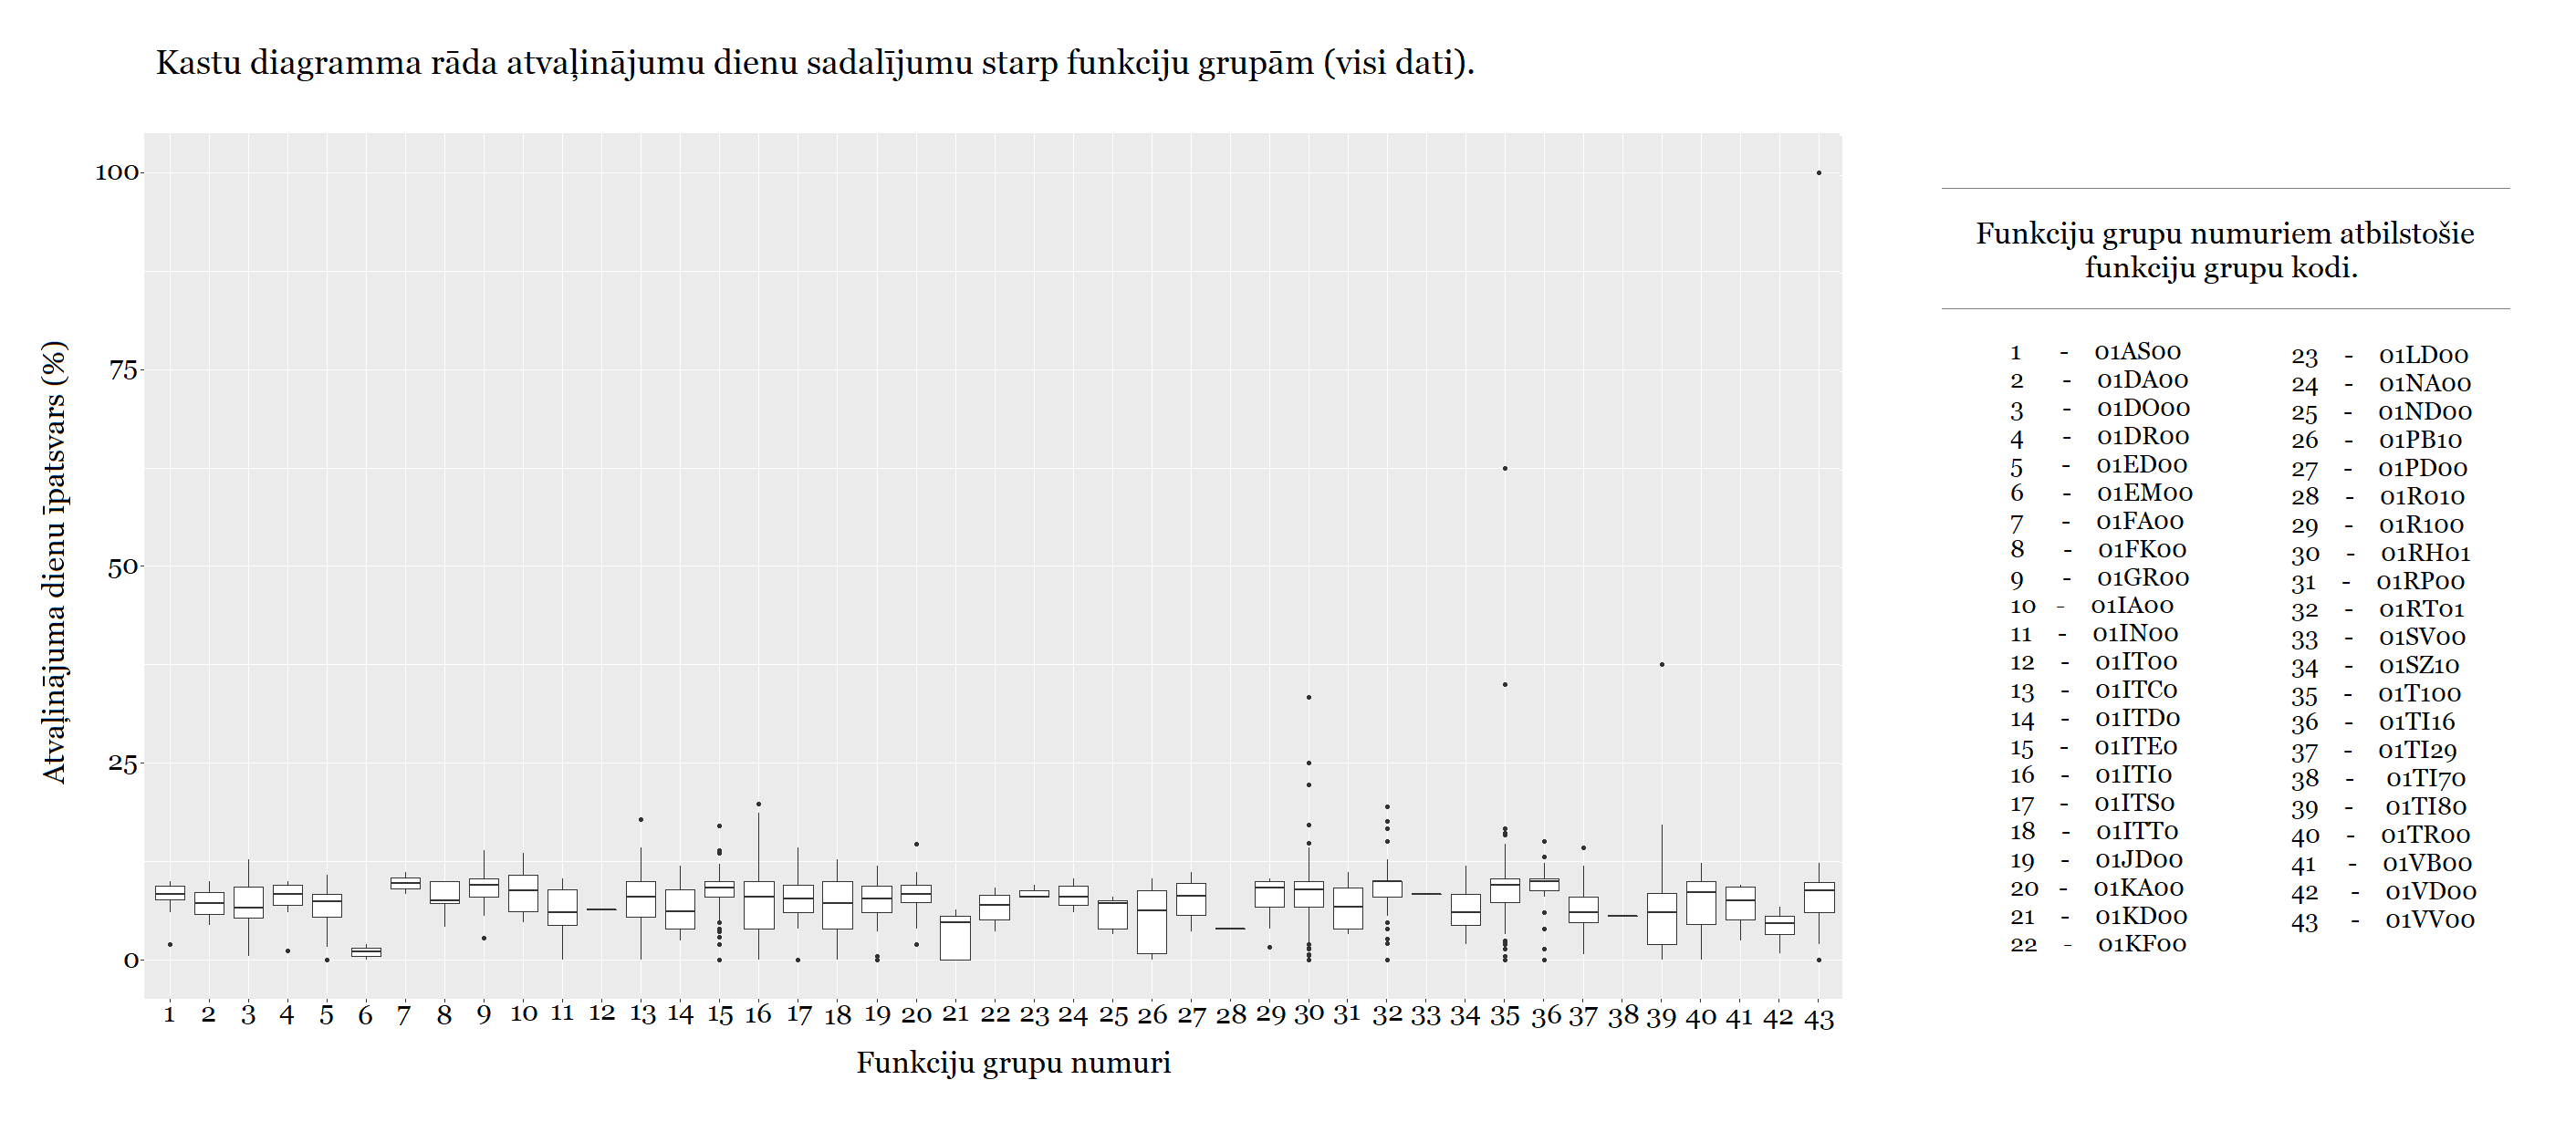 Kastu diagramma rāda atvaļinājumu dienu sadalījumu starp funkciju grupām (visi dati).
Atvaļinājuma dienu īpatsvars (%)
100
75
50
25
0
1 2 3 4 5 6 7 8 9 10 11 12 13 14 15 16 17 18 19 20 21 22 23 24 25 26 27 28 29 30 31 32 33 34 35 36 37 38 39 40 41 42 43
Funkciju grupu numuri
Funkciju grupu numuriem atbilstošie
funkciju grupu kodi.
1 - 01AS00
2 - 01DA00
3 - 01DO00
4 - 01DR00
5 - 01ED00
6 - 01EM00
7 - 01FA00
8 - 01FK00
9 - 01GR00
10 - 01IA00
11 - 01IN00
12 - 01IT00
13 - 01ITC0
14 - 01ITD0
15 - 01ITE0
16 - 01ITI0
17 - 01ITS0
18 - 01ITT0
19 - 01JD00
20 - 01KA00
21 - 01KD00
22 - 01KF00
23 - 01LD00
24 - 01NA00
25 - 01ND00
26 - 01PB10
27 - 01PD00
28 - 01R010
29 - 01R100
30 - 01RH01
31 - 01RP00
32 - 01RT01
33 - 01SV00
34 - 01SZ10
35 - 01T100
36 - 01TI16
37 - 01TI29
38 - 01TI70
39 - 01TI80
40 - 01TR00
41 - 01VB00
42 - 01VD00
43 - 01VV00